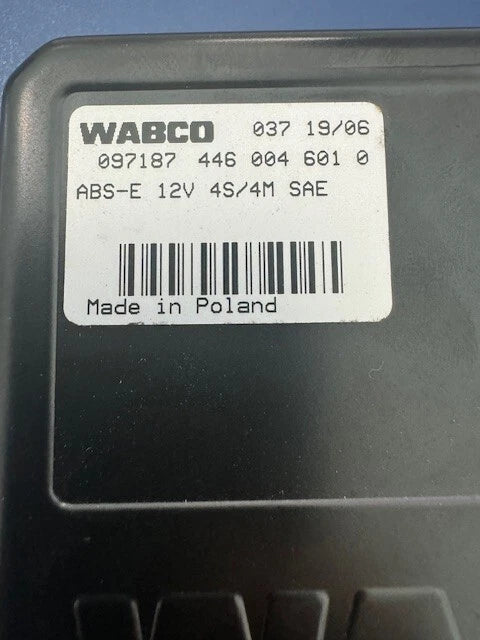 WABCO 037 19/06
097187 446 004 601 0
ABS-E 12V 4S/4M SAE
Made in Poland